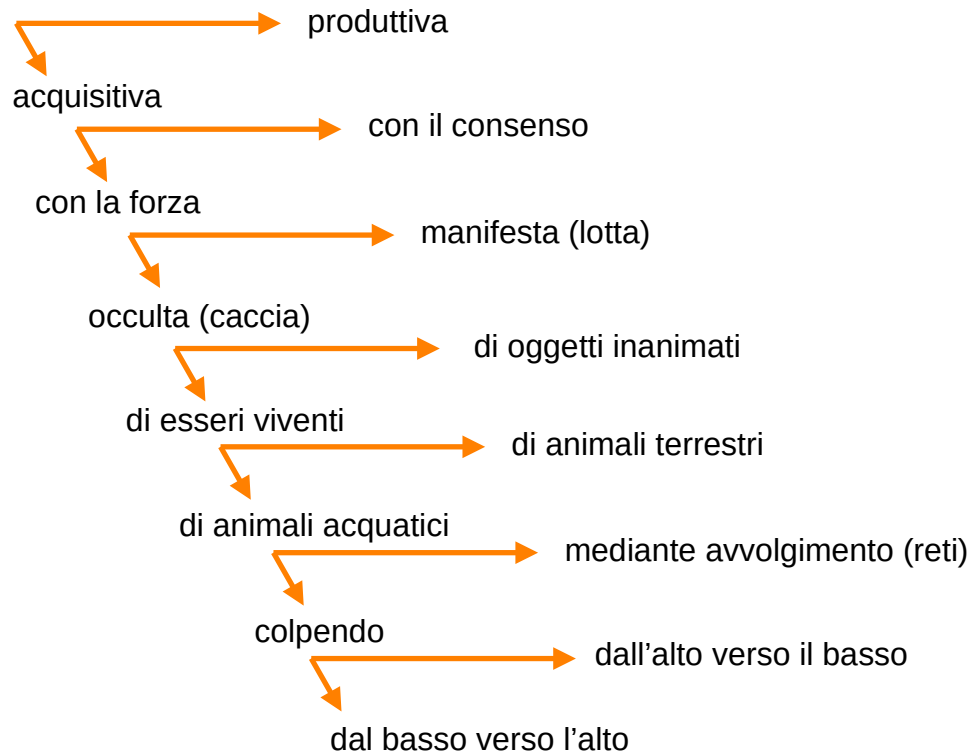 produttiva
acquisitiva
con il consenso
con la forza
manifesta (lotta)
occulta (caccia)
di oggetti inanimati
di esseri viventi
di animali terrestri
di animali acquatici
mediante avvolgimento (reti)
colpendo
dall’alto verso il basso
dal basso verso l’alto